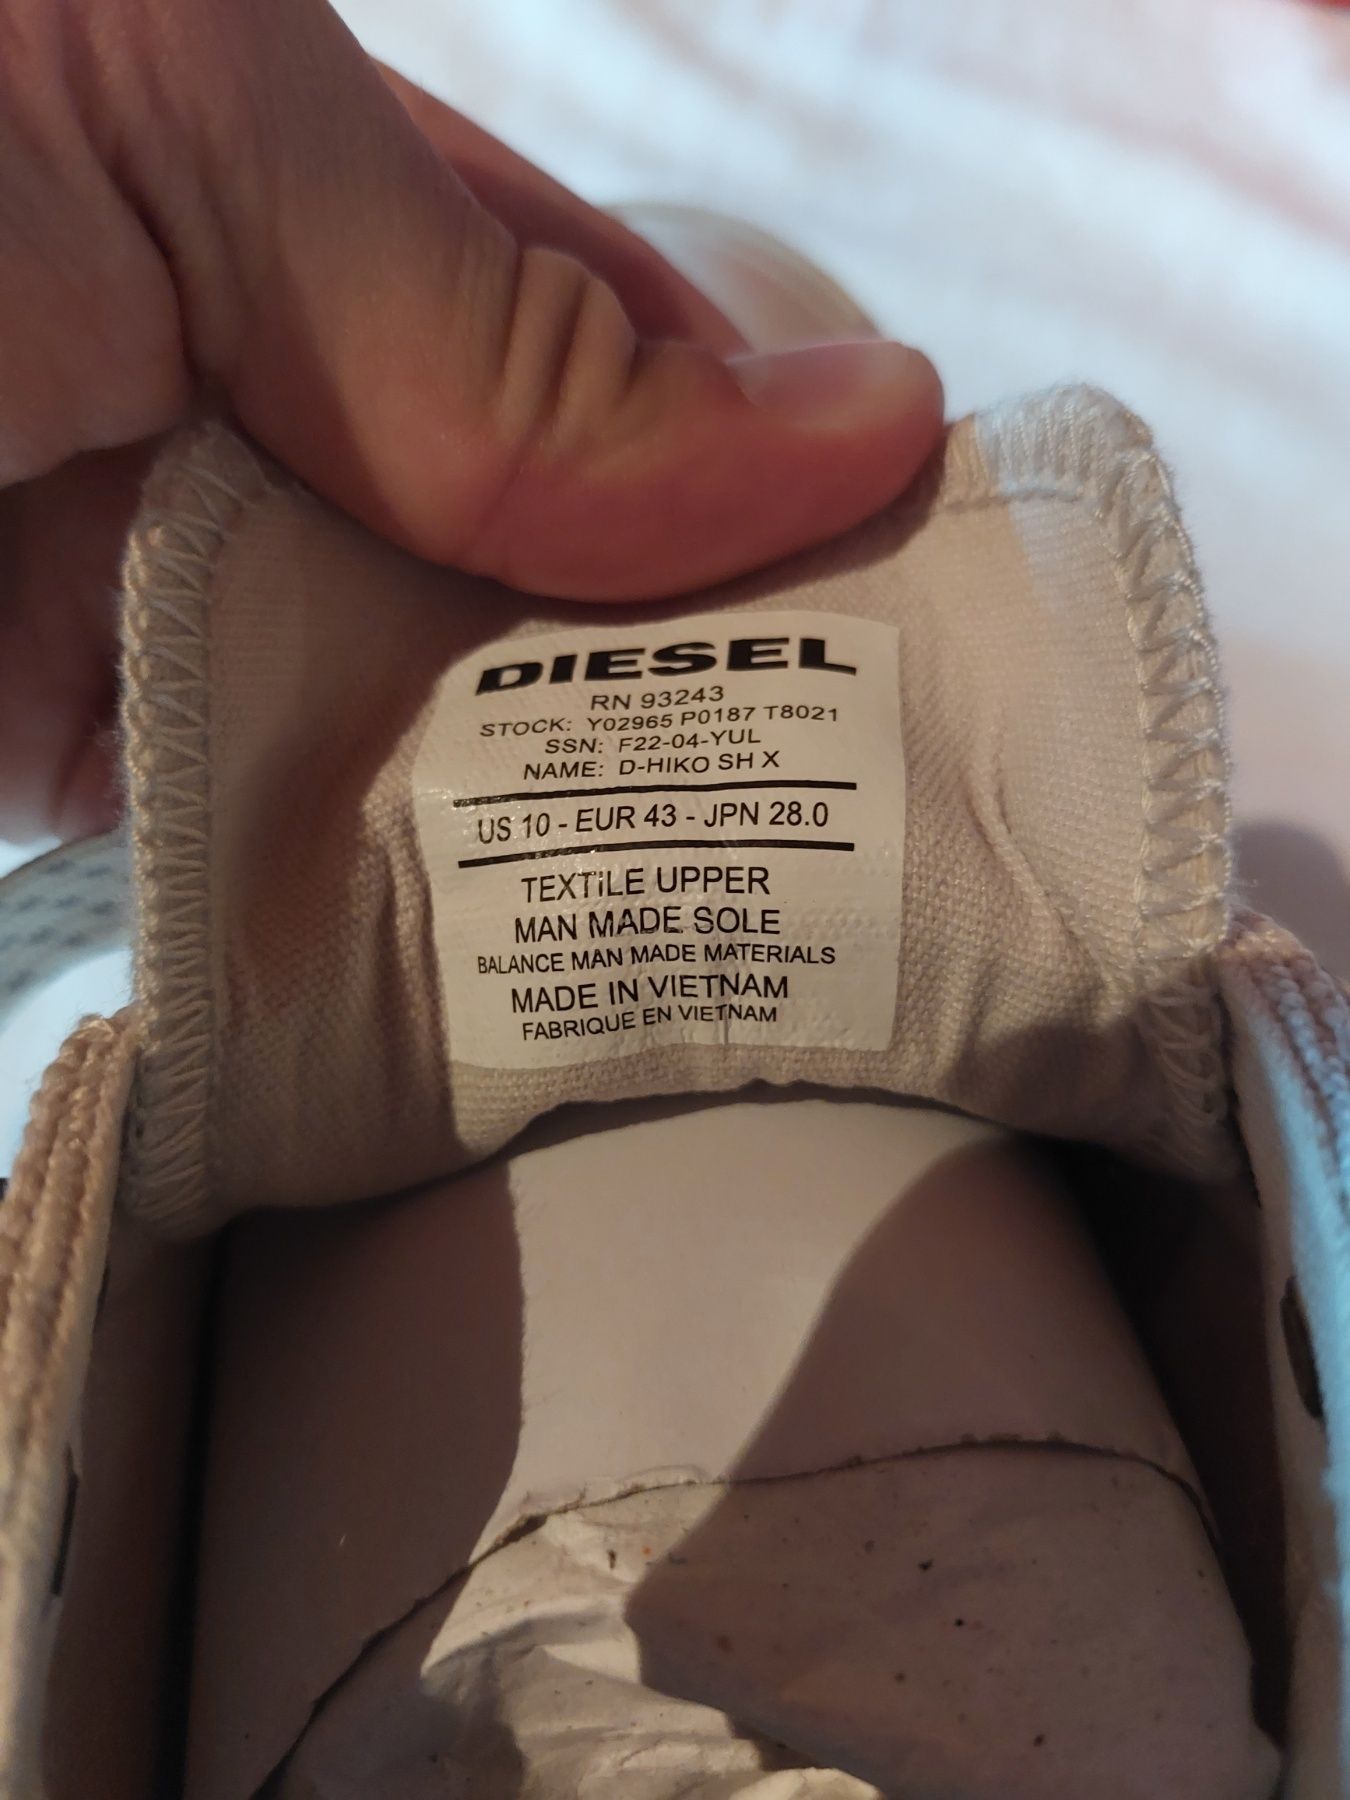 DIESEL
RN 93243
STOCK: Y02965 P0187 T8021
SSN: F22-04-YUL
NAME: D-HIKO SH X
US 10 - EUR 43 - JPN 28.0
TEXTILE UPPER
MAN MADE SOLE
BALANCE MAN MADE MATERIALS
MADE IN VIETNAM
FABRIQUE EN VIETNAM